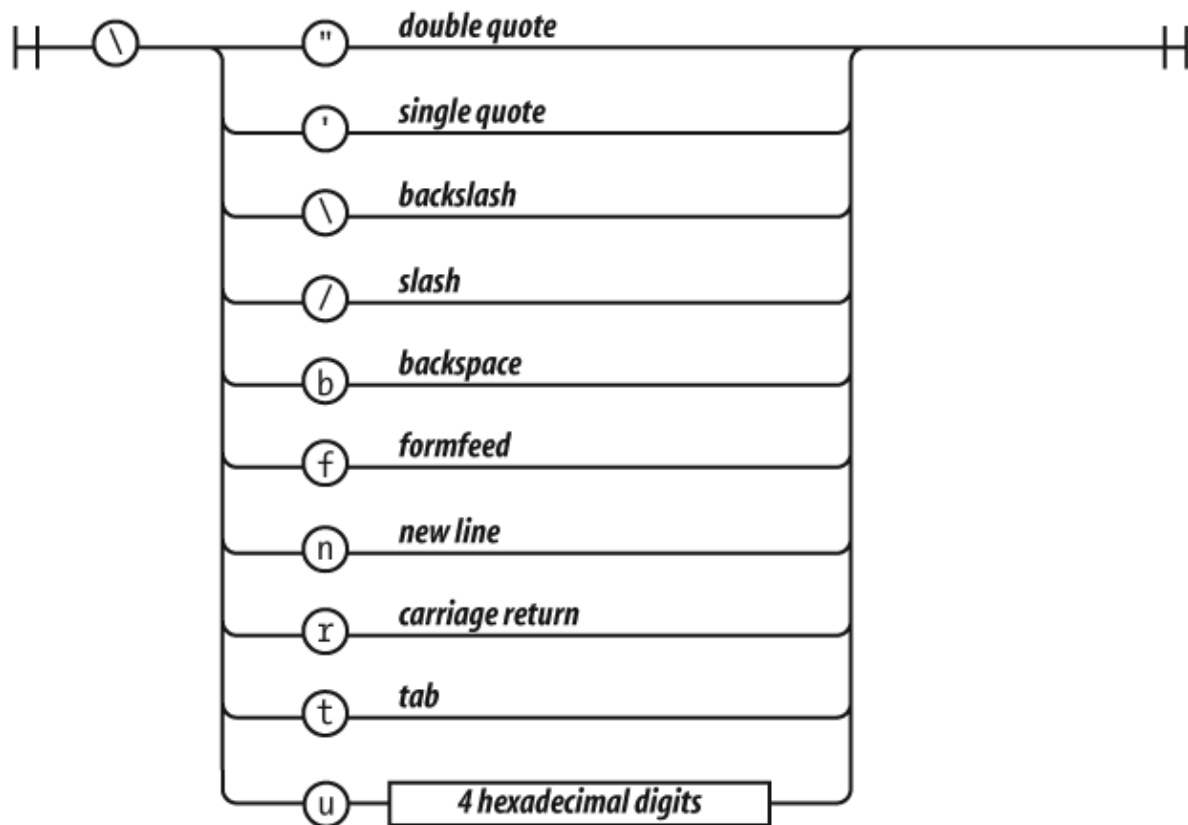 \ " double quote
' single quote
\ backslash
/ slash
b backspace
f formfeed
n new line
r carriage return
t tab
u 4 hexadecimal digits